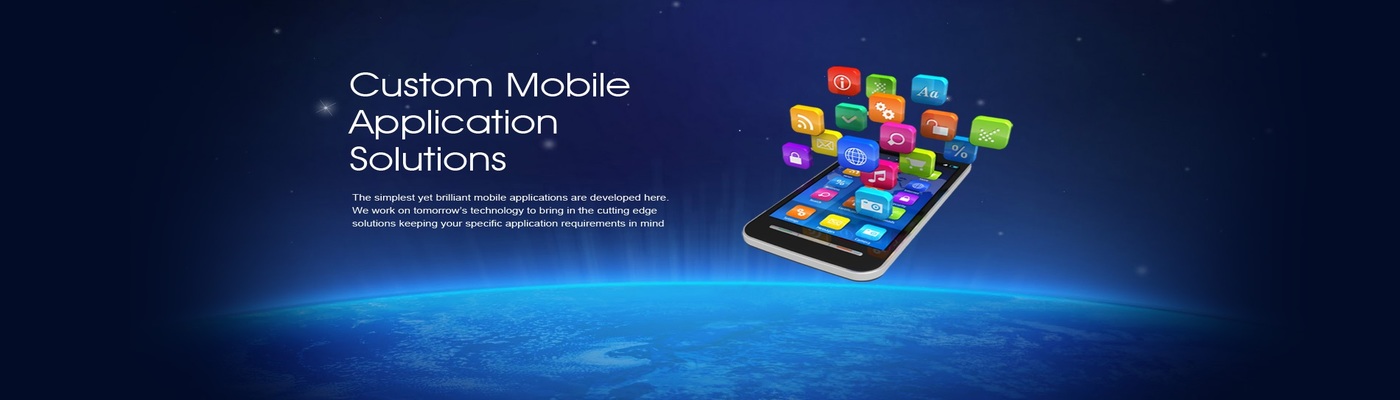 Custom Mobile
Application
Solutions
The simplest yet brilliant mobile applications are developed here.
We work on tomorrow's technology to bring in the cutting edge
solutions keeping your specific application requirements in mind
Aa
%